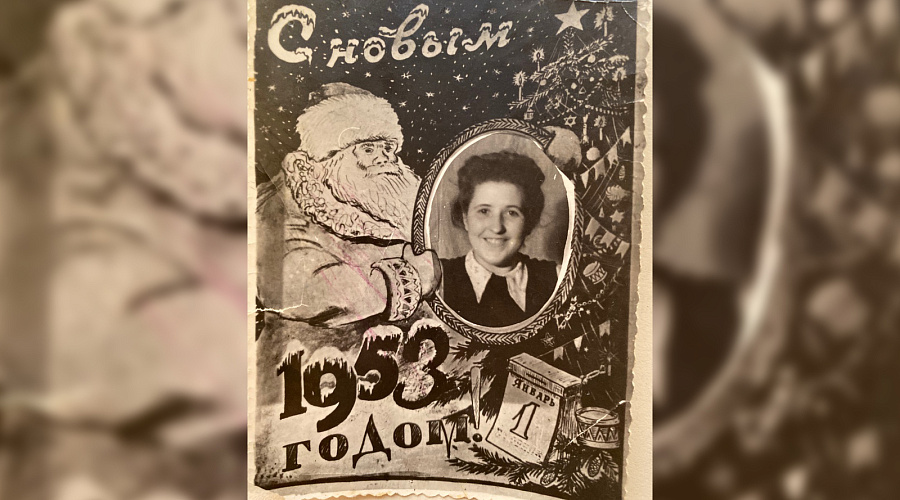 С новым
1953
годом!
Январь
1